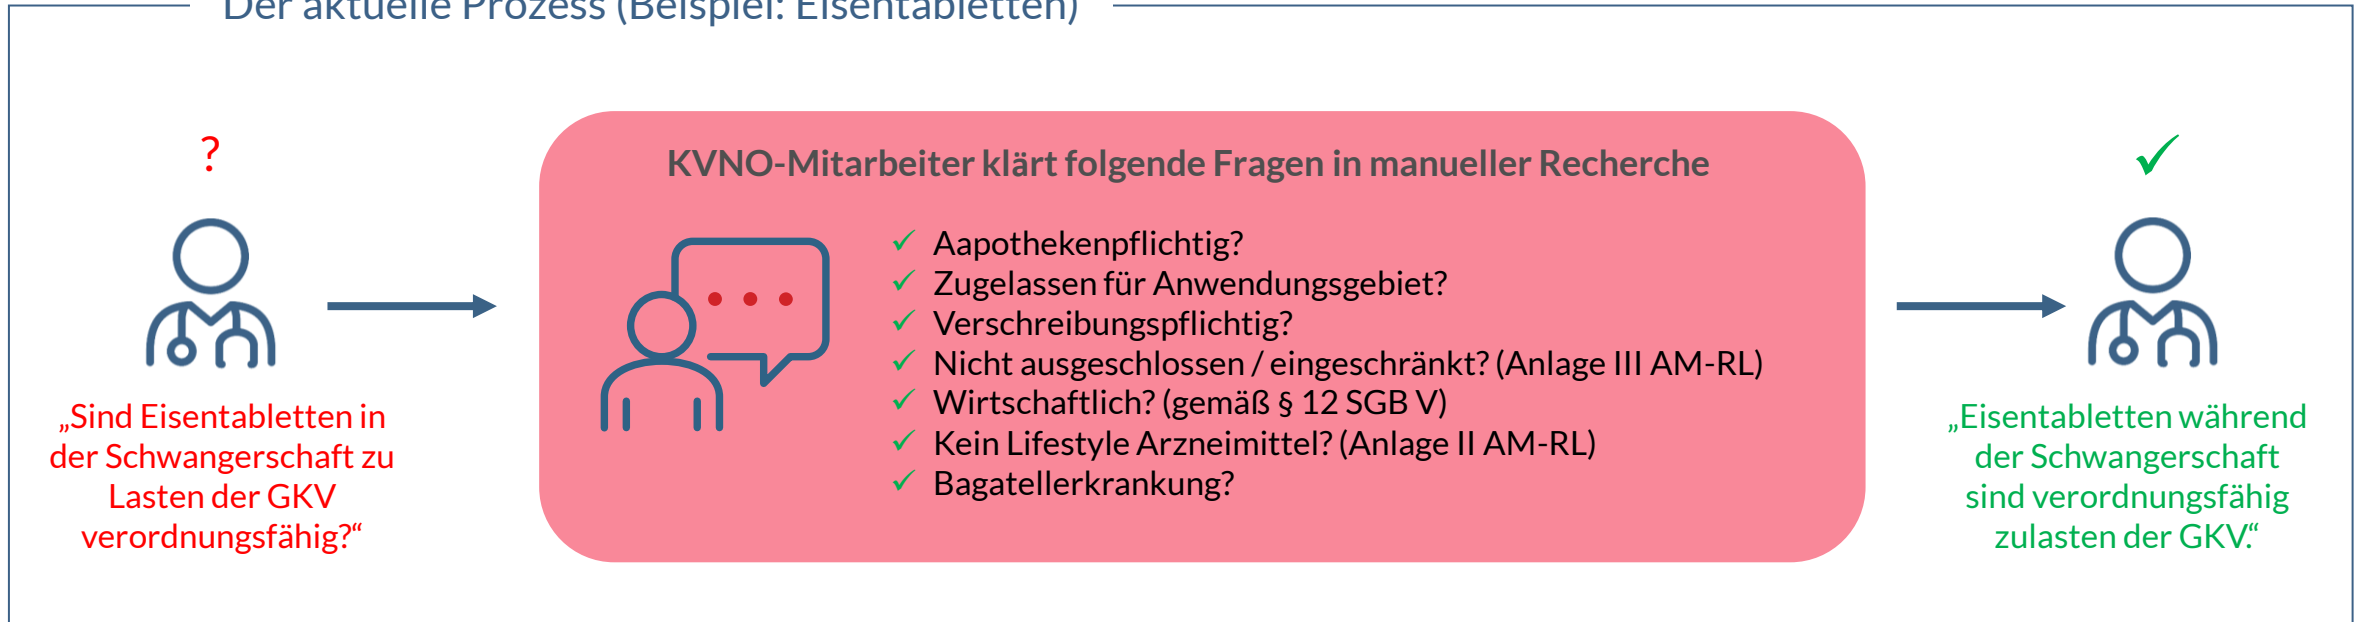 Der aktuelle Prozess (Beispiel: Eisentabletten)
?
„Sind Eisentabletten in
der Schwangerschaft zu
Lasten der GKV
verordnungsfähig?“
KVNO-Mitarbeiter klärt folgende Fragen in manueller Recherche
✓ Aapothekenpflichtig?
✓ Zugelassen für Anwendungsgebiet?
✓ Verschreibungspflichtig?
✓ Nicht ausgeschlossen / eingeschränkt? (Anlage III AM-RL)
✓ Wirtschaftlich? (gemäß § 12 SGB V)
✓ Kein Lifestyle Arzneimittel? (Anlage II AM-RL)
✓ Bagatellerkrankung?
✓
„Eisentabletten während
der Schwangerschaft
sind verordnungsfähig
zulasten der GKV.“